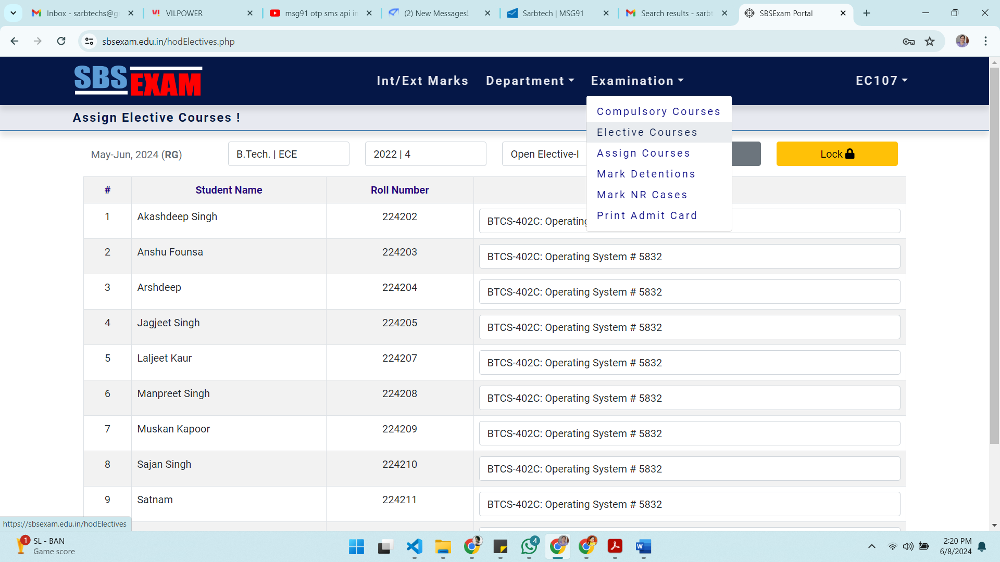 Inbox - sarbtechs@g
VILPOWER
msg91 otp sms api in
(2) New Messages!
Sarbtech | MSG91
Search results - sarbt
SBSExam Portal
sbsexam.edu.in/hodElectives.php
SBS EXAM
Int/Ext Marks
Department
Examination
EC107
Compulsory Courses
Elective Courses
Assign Courses
Mark Detentions
Mark NR Cases
Print Admit Card
Assign Elective Courses !
May-Jun, 2024 (RG)
B.Tech. | ECE
2022 | 4
Open Elective-I
Lock
# Student Name Roll Number
1 Akashdeep Singh 224202 BTCS-402C: Operating
2 Anshu Founsa 224203 BTCS-402C: Operating System # 5832
3 Arshdeep 224204 BTCS-402C: Operating System # 5832
4 Jagjeet Singh 224205 BTCS-402C: Operating System # 5832
5 Laljeet Kaur 224207 BTCS-402C: Operating System # 5832
6 Manpreet Singh 224208 BTCS-402C: Operating System # 5832
7 Muskan Kapoor 224209 BTCS-402C: Operating System # 5832
8 Sajan Singh 224210 BTCS-402C: Operating System # 5832
9 Satnam 224211 BTCS-402C: Operating System # 5832
https://sbsexam.edu.in/hodElectives
1
SL - BAN
Game score
4
2:20 PM
6/8/2024